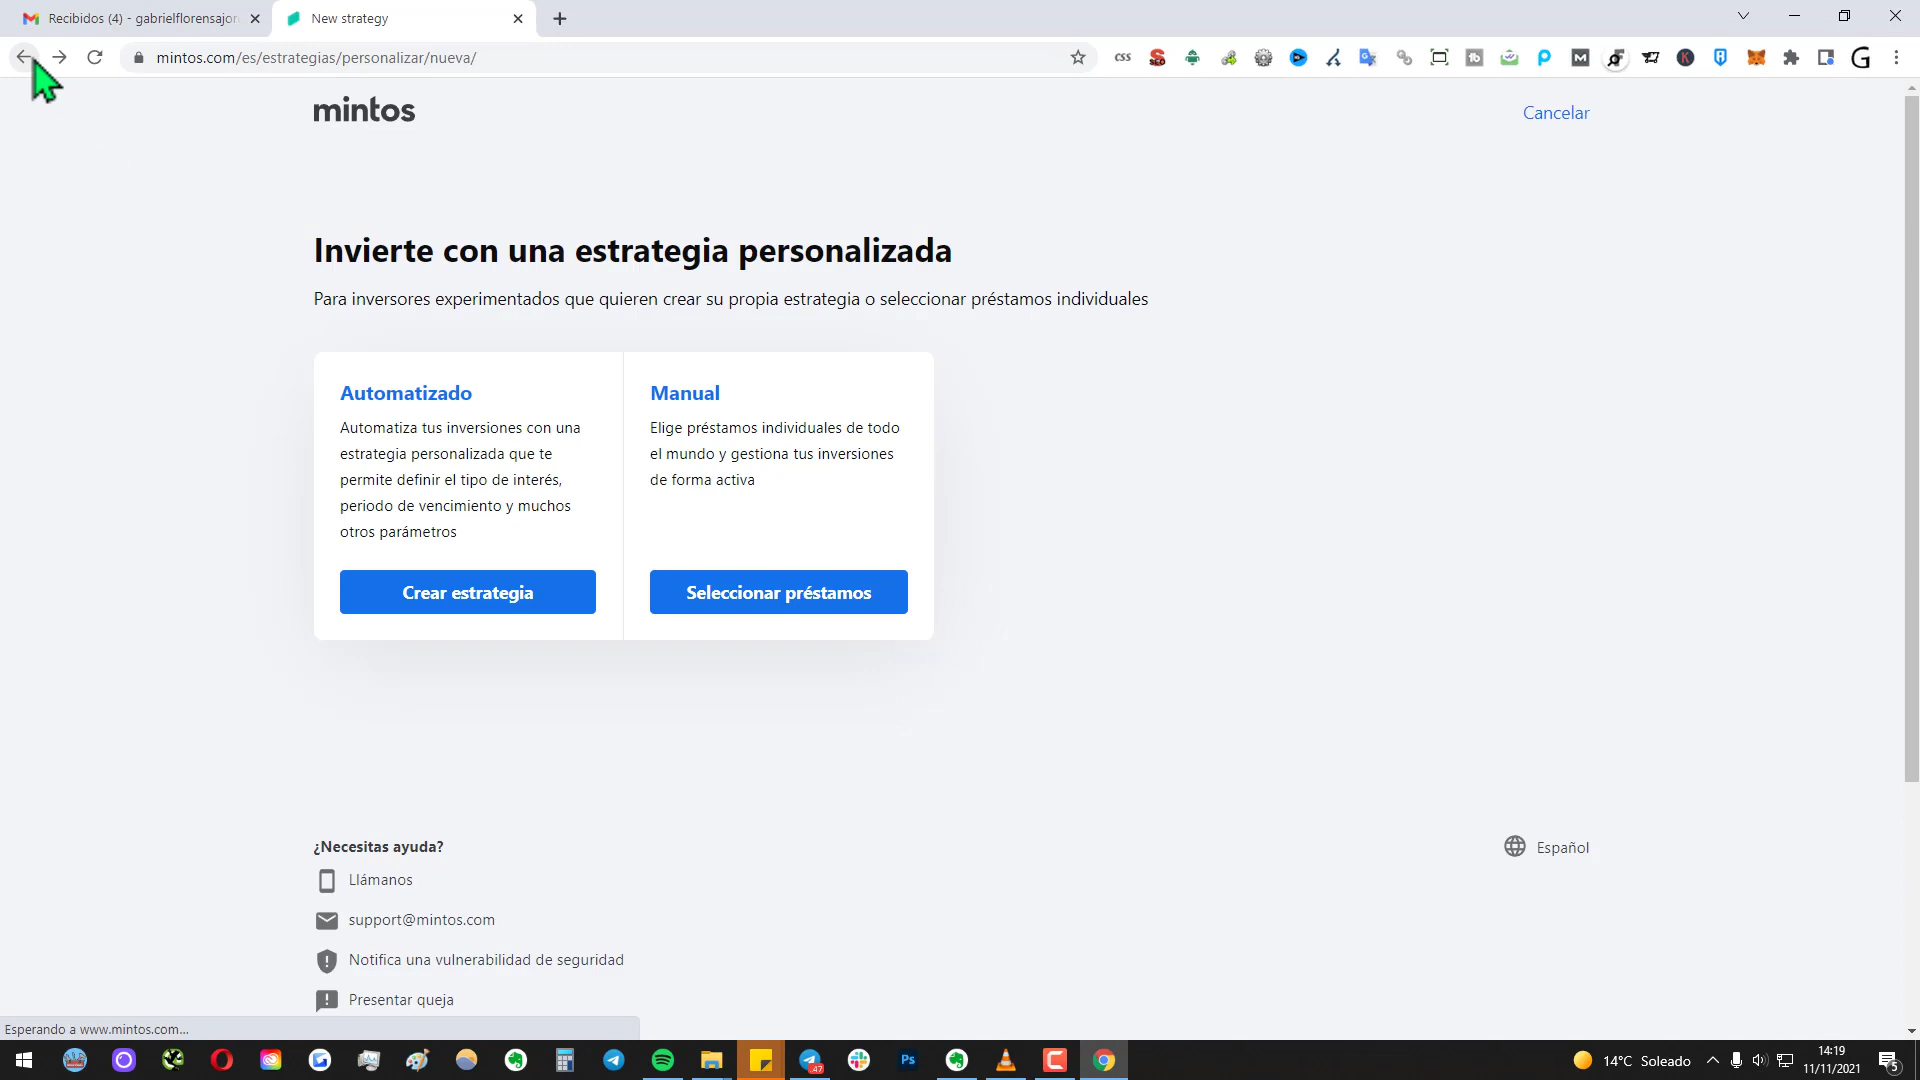 Recibidos (4) - gabrielflorensajor
New strategy
mintos.com/es/estrategias/personalizar/nueva/
mintos
Cancelar
Invierte con una estrategia personalizada
Para inversores experimentados que quieren crear su propia estrategia o seleccionar préstamos individuales
Automatizado
Automatiza tus inversiones con una
estrategia personalizada que te
permite definir el tipo de interés,
periodo de vencimiento y muchos
otros parámetros
Crear estrategia
Manual
Elige préstamos individuales de todo
el mundo y gestiona tus inversiones
de forma activa
Seleccionar préstamos
¿Necesitas ayuda?
Español
Llámanos
support@mintos.com
Notifica una vulnerabilidad de seguridad
Presentar queja
Esperando a www.mintos.com...
14°C Soleado
14:19
11/11/2021
5